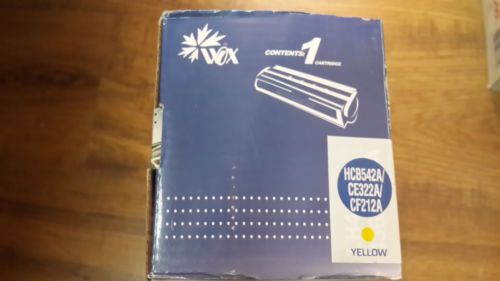 VOX
CONTENTS: 1
CARTRIDGE
HCB542A/
CE322A/
CF212A
YELLOW